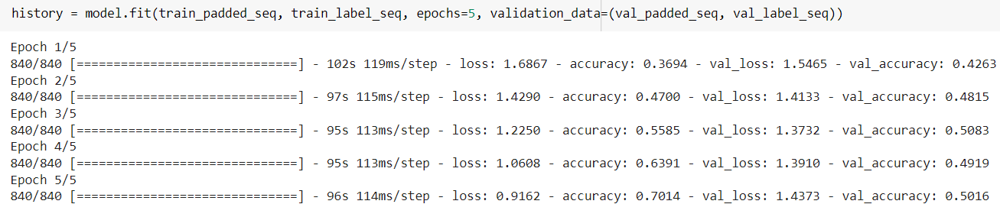 history = model.fit(train_padded_seq, train_label_seq, epochs=5, validation_data=(val_padded_seq, val_label_seq))
Epoch 1/5
840/840 [==============================] - 102s 119ms/step - loss: 1.6867 - accuracy: 0.3694 - val_loss: 1.5465 - val_accuracy: 0.4263
Epoch 2/5
840/840 [==============================] - 97s 115ms/step - loss: 1.4290 - accuracy: 0.4700 - val_loss: 1.4133 - val_accuracy: 0.4815
Epoch 3/5
840/840 [==============================] - 95s 113ms/step - loss: 1.2250 - accuracy: 0.5585 - val_loss: 1.3732 - val_accuracy: 0.5083
Epoch 4/5
840/840 [==============================] - 95s 113ms/step - loss: 1.0608 - accuracy: 0.6391 - val_loss: 1.3910 - val_accuracy: 0.4919
Epoch 5/5
840/840 [==============================] - 96s 114ms/step - loss: 0.9162 - accuracy: 0.7014 - val_loss: 1.4373 - val_accuracy: 0.5016